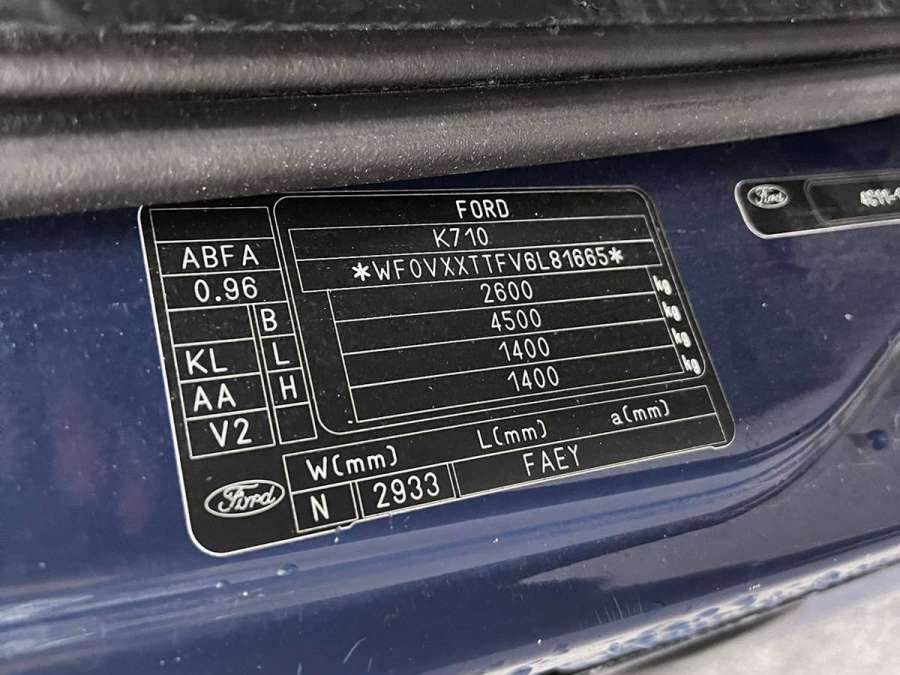 FORD
K710
*WF0VXXTTFV6L81665*
2600 kg
4500 kg
1400 kg
1400 kg
ABFA
0.96
B
KL L
AA H
V2
W(mm) L(mm) a(mm)
Ford N 2933 FAEY
Ford